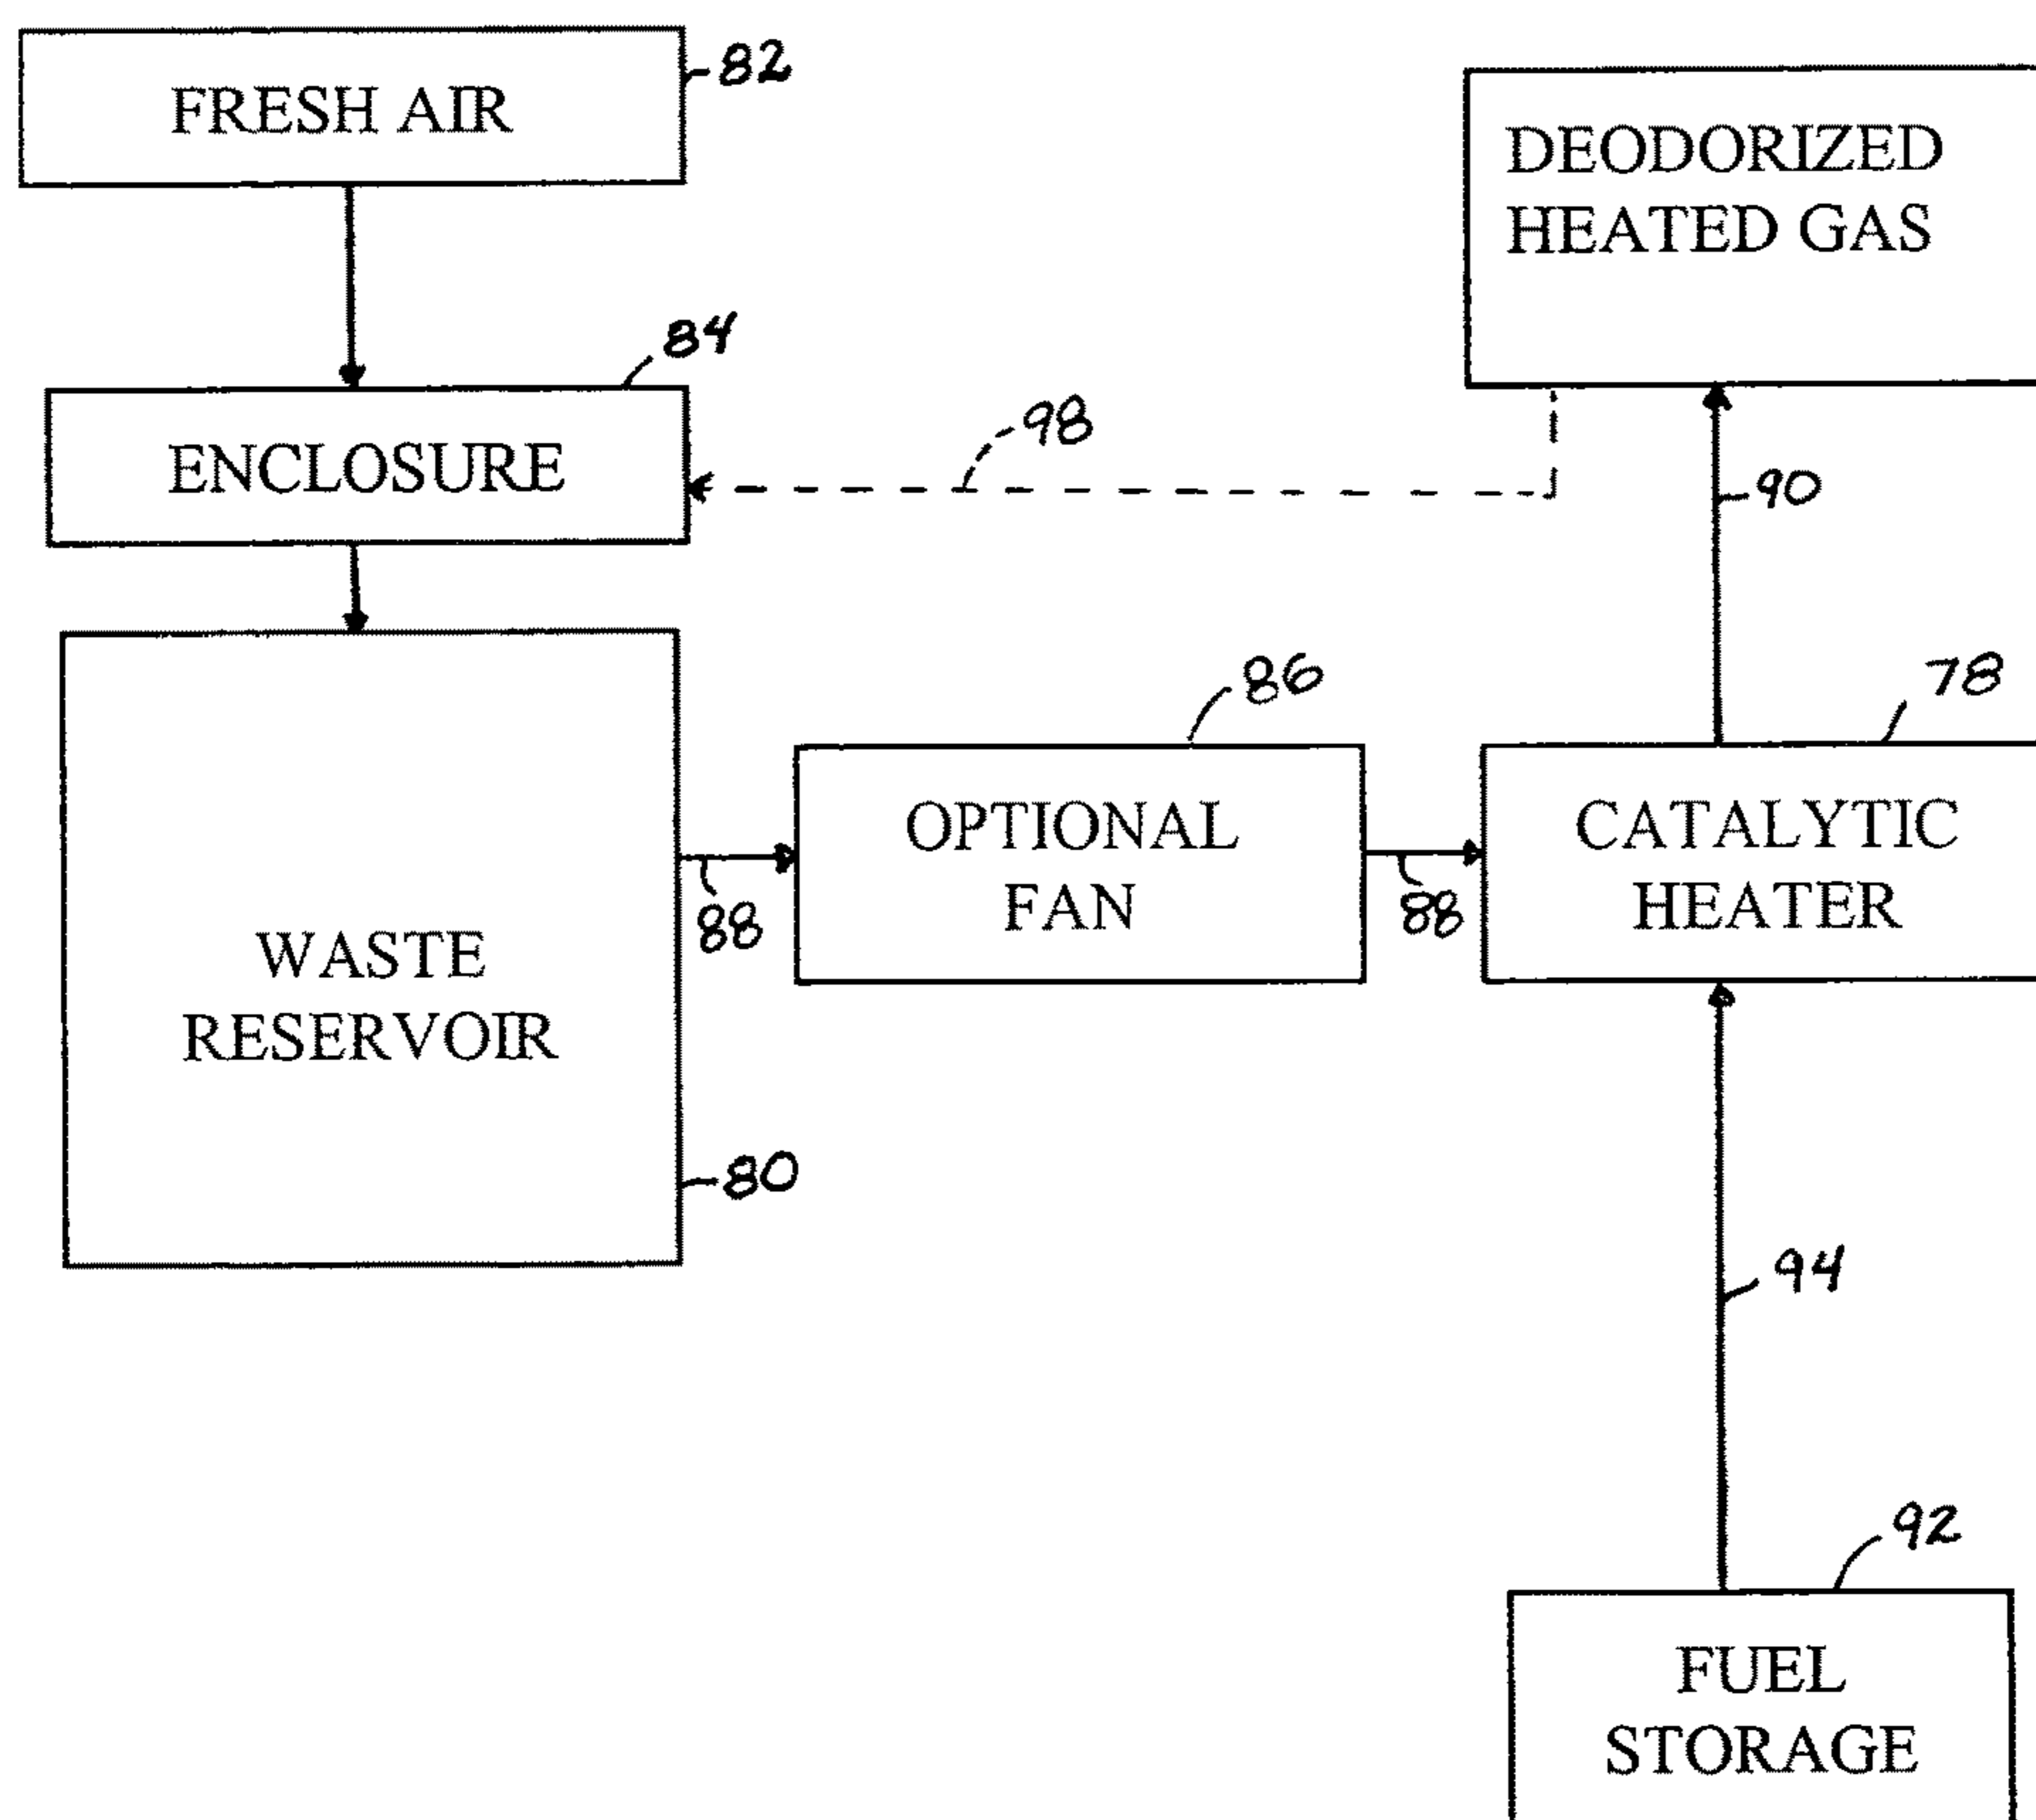 FRESH AIR
82
DEODORIZED
HEATED GAS
84
ENCLOSURE
98
90
86
78
OPTIONAL
FAN
CATALYTIC
HEATER
88
88
WASTE
RESERVOIR
80
94
92
FUEL
STORAGE